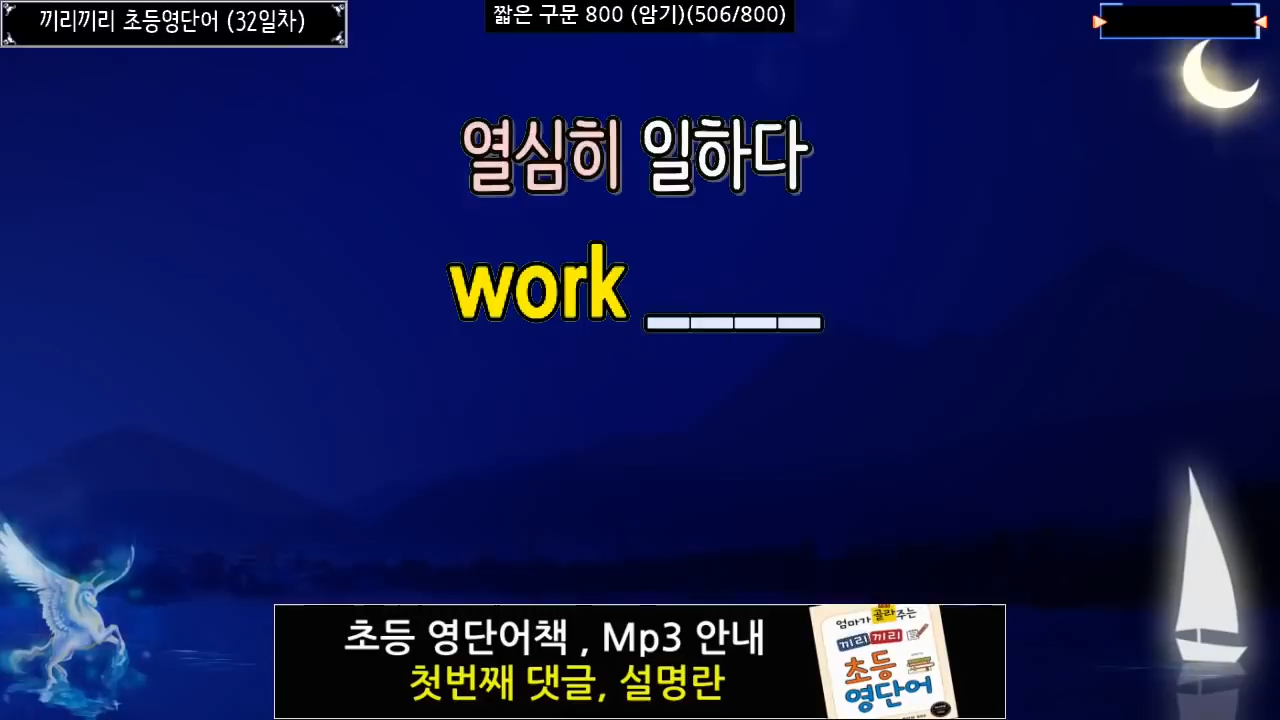 끼리끼리 초등영단어 (32일차)
짧은 구문 800 (암기)(506/800)
열심히 일하다
work ____
초등 영단어책 , Mp3 안내
첫번째 댓글, 설명란
엄마가 골라주는
끼리끼리
초등
영단어